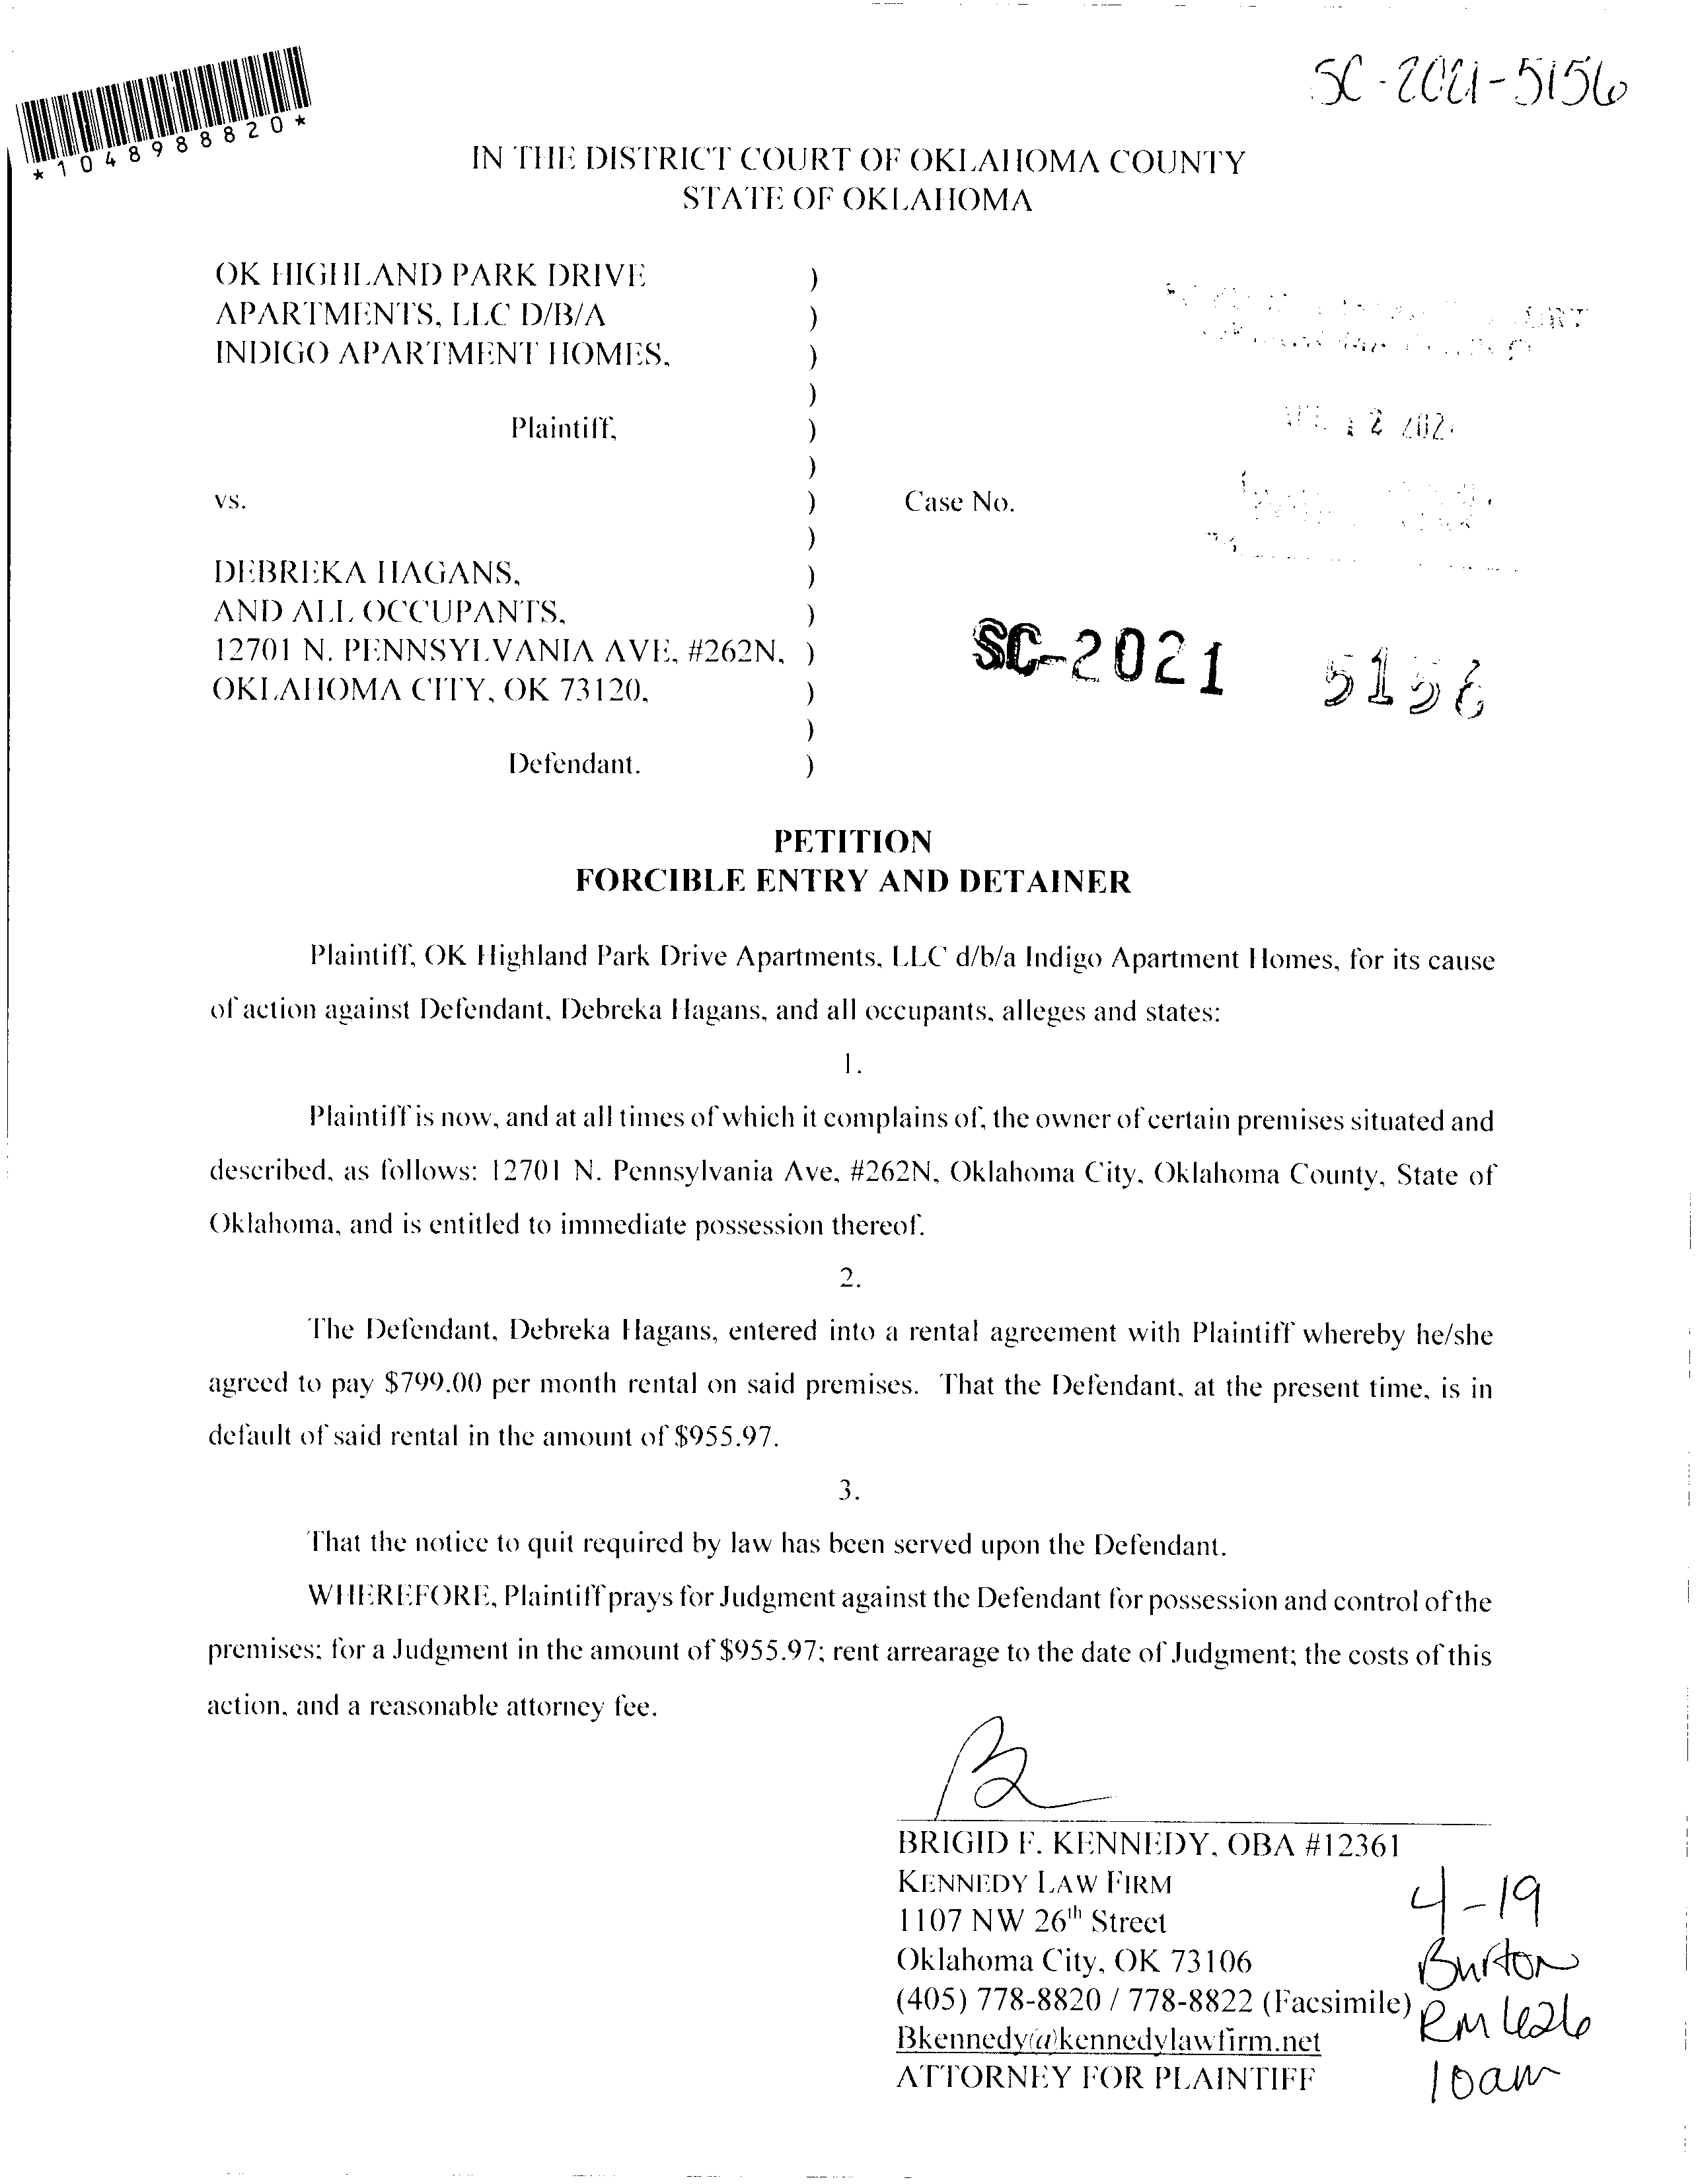 SC-2021-5156
*1048988820*
IN THE DISTRICT COURT OF OKLAHOMA COUNTY
STATE OF OKLAHOMA
OK HIGHLAND PARK DRIVE )
APARTMENTS, LLC D/B/A )
INDIGO APARTMENT HOMES, )
)
Plaintiff, )
)
vs. ) Case No.
)
DEBREKA HAGANS, )
AND ALL OCCUPANTS, )
12701 N. PENNSYLVANIA AVE, #262N, )
OKLAHOMA CITY, OK 73120, )
)
Defendant. )
SC-2021 5156
PETITION
FORCIBLE ENTRY AND DETAINER
Plaintiff, OK Highland Park Drive Apartments, LLC d/b/a Indigo Apartment Homes, for its cause
of action against Defendant, Debreka Hagans, and all occupants, alleges and states:
1.
Plaintiff is now, and at all times of which it complains of, the owner of certain premises situated and
described, as follows: 12701 N. Pennsylvania Ave, #262N, Oklahoma City, Oklahoma County, State of
Oklahoma, and is entitled to immediate possession thereof.
2.
The Defendant, Debreka Hagans, entered into a rental agreement with Plaintiff whereby he/she
agreed to pay $799.00 per month rental on said premises. That the Defendant, at the present time, is in
default of said rental in the amount of $955.97.
3.
That the notice to quit required by law has been served upon the Defendant.
WHEREFORE, Plaintiff prays for Judgment against the Defendant for possession and control of the
premises; for a Judgment in the amount of $955.97; rent arrearage to the date of Judgment; the costs of this
action, and a reasonable attorney fee.
BRIGID F. KENNEDY, OBA #12361
KENNEDY LAW FIRM
1107 NW 26th Street
Oklahoma City, OK 73106
(405) 778-8820 / 778-8822 (Facsimile)
Bkennedy@kennedylawfirm.net
ATTORNEY FOR PLAINTIFF
4-19
Burton
RM 626
10am